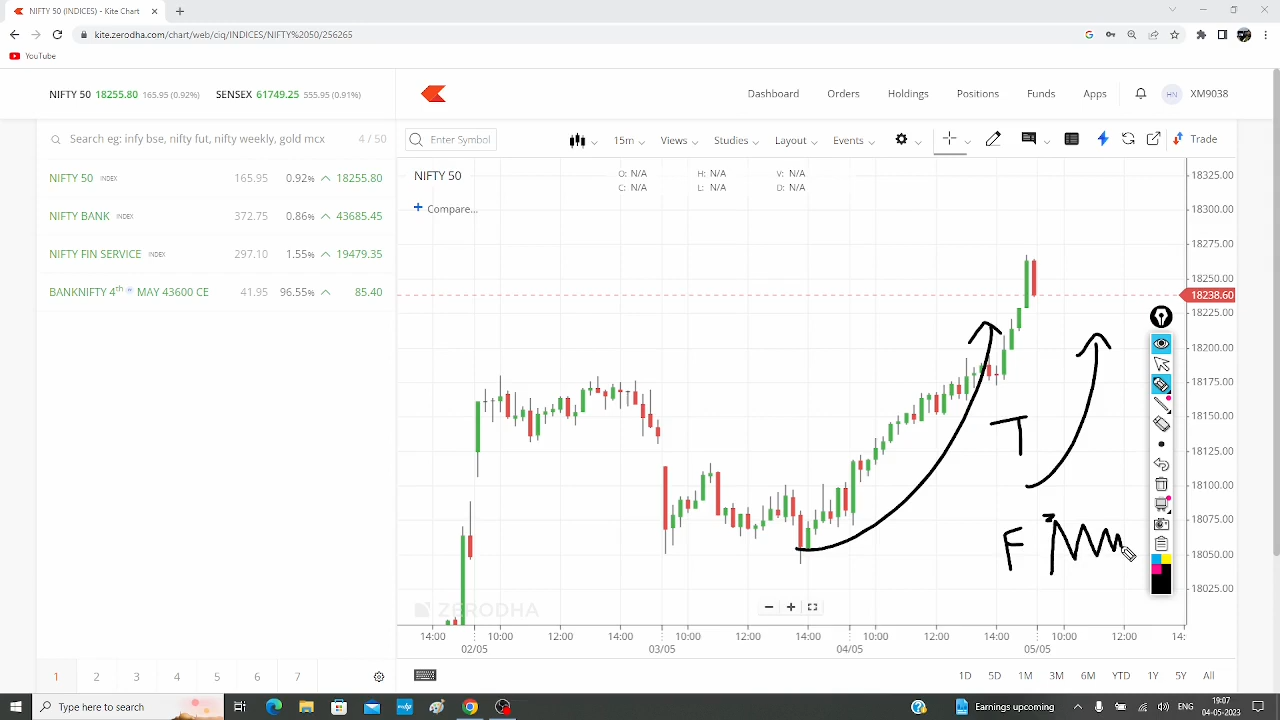 NIFTY 50 (INDICES) - Kite Chart
kite.zerodha.com/chart/web/ciq/INDICES/NIFTY%2050/256265
YouTube
NIFTY 50 18255.80 165.95 (0.92%) SENSEX 61749.25 555.95 (0.91%)
Dashboard Orders Holdings Positions Funds Apps HN XM9038
Search eg: infy bse, nifty fut, nifty weekly, gold mcx 4 / 50
Enter Symbol 15m Views Studies Layout Events Trade
NIFTY 50 INDEX 165.95 0.92% 18255.80
NIFTY BANK INDEX 372.75 0.86% 43685.45
NIFTY FIN SERVICE INDEX 297.10 1.55% 19479.35
BANKNIFTY 4th w MAY 43600 CE 41.95 96.55% 85.40
NIFTY 50
O: N/A H: N/A V: N/A
C: N/A L: N/A D: N/A
Compare...
18325.00
18300.00
18275.00
18250.00
18238.60
18225.00
18200.00
18175.00
18150.00
18125.00
18100.00
18075.00
18050.00
18025.00
T
F
ZERODHA
14:00 10:00 12:00 14:00 10:00 12:00 14:00 10:00 12:00 14:00 10:00 12:00 14:
02/05 03/05 04/05 05/05
1 2 3 4 5 6 7
1D 5D 1M 3M 6M YTD 1Y 5Y All
Type here to search
Earnings upcoming
ENG
19:07
04-05-2023